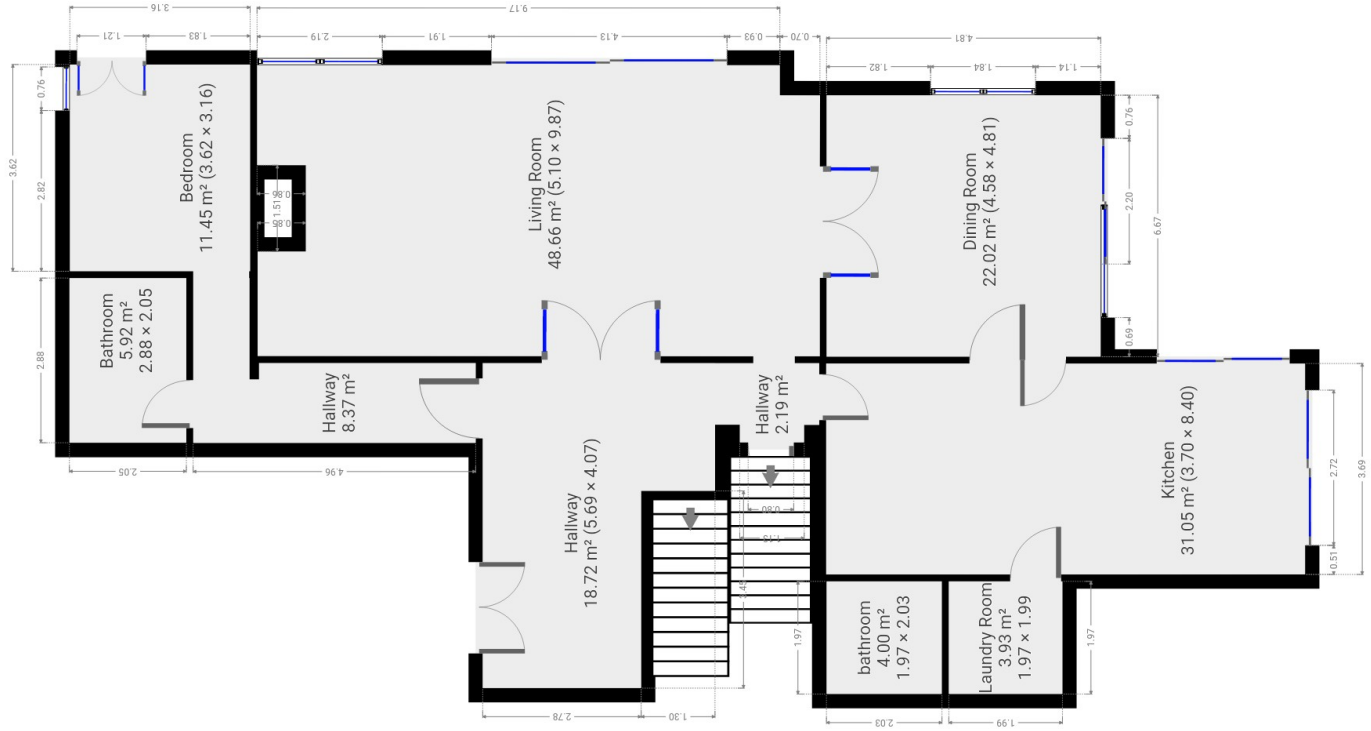 3.16
9.17
1.21
1.83
2.19
1.91
4.13
0.93
0.70
4.81
1.82
1.84
1.14
0.76
3.62
2.82
2.88
Bedroom
11.45 m² (3.62 × 3.16)
0.86
1.51
0.85
Living Room
48.66 m² (5.10 × 9.87)
Dining Room
22.02 m² (4.58 × 4.81)
0.76
2.20
0.69
6.67
Bathroom
5.92 m²
2.88 × 2.05
Hallway
8.37 m²
Hallway
2.19 m²
Hallway
18.72 m² (5.69 × 4.07)
Kitchen
31.05 m² (3.70 × 8.40)
2.72
3.69
0.51
2.05
4.96
0.80
1.13
bathroom
4.00 m²
1.97 × 2.03
Laundry Room
3.93 m²
1.97 × 1.99
1.97
1.97
2.78
1.30
2.03
1.99